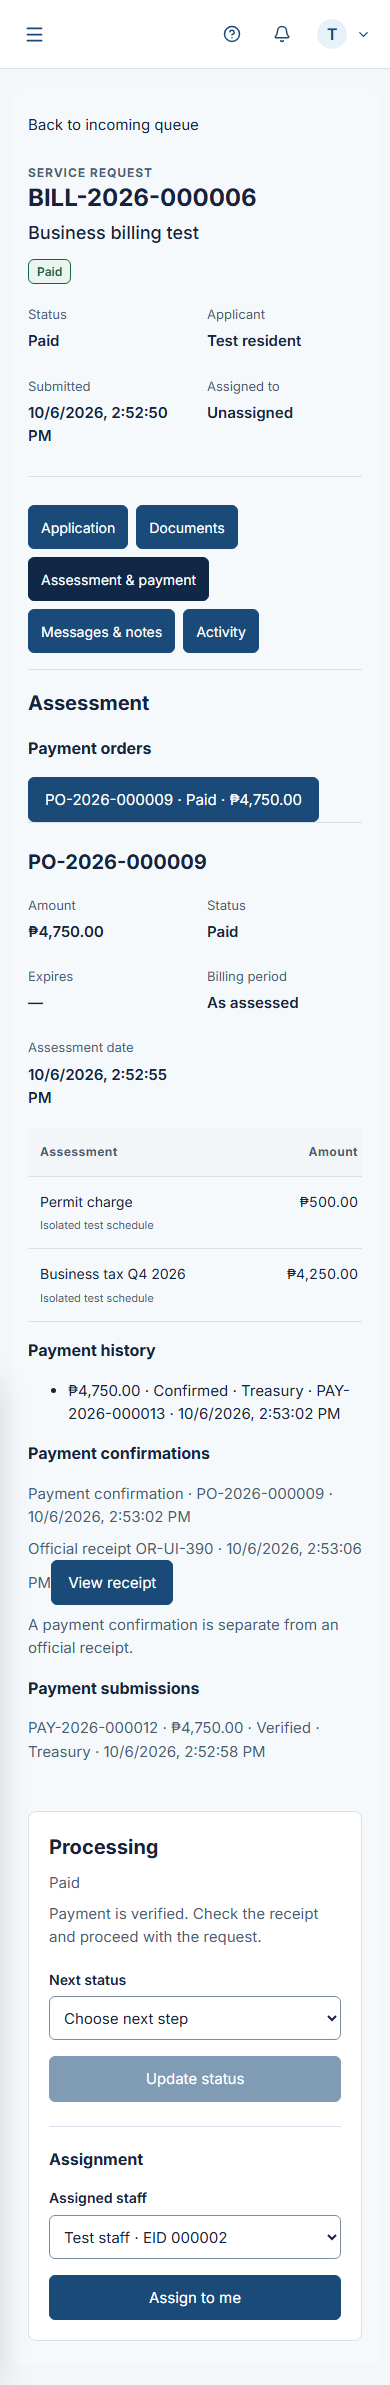 T
Back to incoming queue
SERVICE REQUEST
BILL-2026-000006
Business billing test
Paid
Status
Applicant
Paid
Test resident
Submitted
Assigned to
10/6/2026, 2:52:50
PM
Unassigned
Application
Documents
Assessment & payment
Messages & notes
Activity
Assessment
Payment orders
PO-2026-000009 · Paid · ₱4,750.00
PO-2026-000009
Amount
Status
₱4,750.00
Paid
Expires
Billing period
—
As assessed
Assessment date
10/6/2026, 2:52:55
PM
Assessment
Amount
Permit charge
₱500.00
Isolated test schedule
Business tax Q4 2026
₱4,250.00
Isolated test schedule
Payment history
• ₱4,750.00 · Confirmed · Treasury · PAY-
2026-000013 · 10/6/2026, 2:53:02 PM
Payment confirmations
Payment confirmation · PO-2026-000009 ·
10/6/2026, 2:53:02 PM
Official receipt OR-UI-390 · 10/6/2026, 2:53:06
PM
View receipt
A payment confirmation is separate from an
official receipt.
Payment submissions
PAY-2026-000012 · ₱4,750.00 · Verified ·
Treasury · 10/6/2026, 2:52:58 PM
Processing
Paid
Payment is verified. Check the receipt
and proceed with the request.
Next status
Choose next step
Update status
Assignment
Assigned staff
Test staff · EID 000002
Assign to me